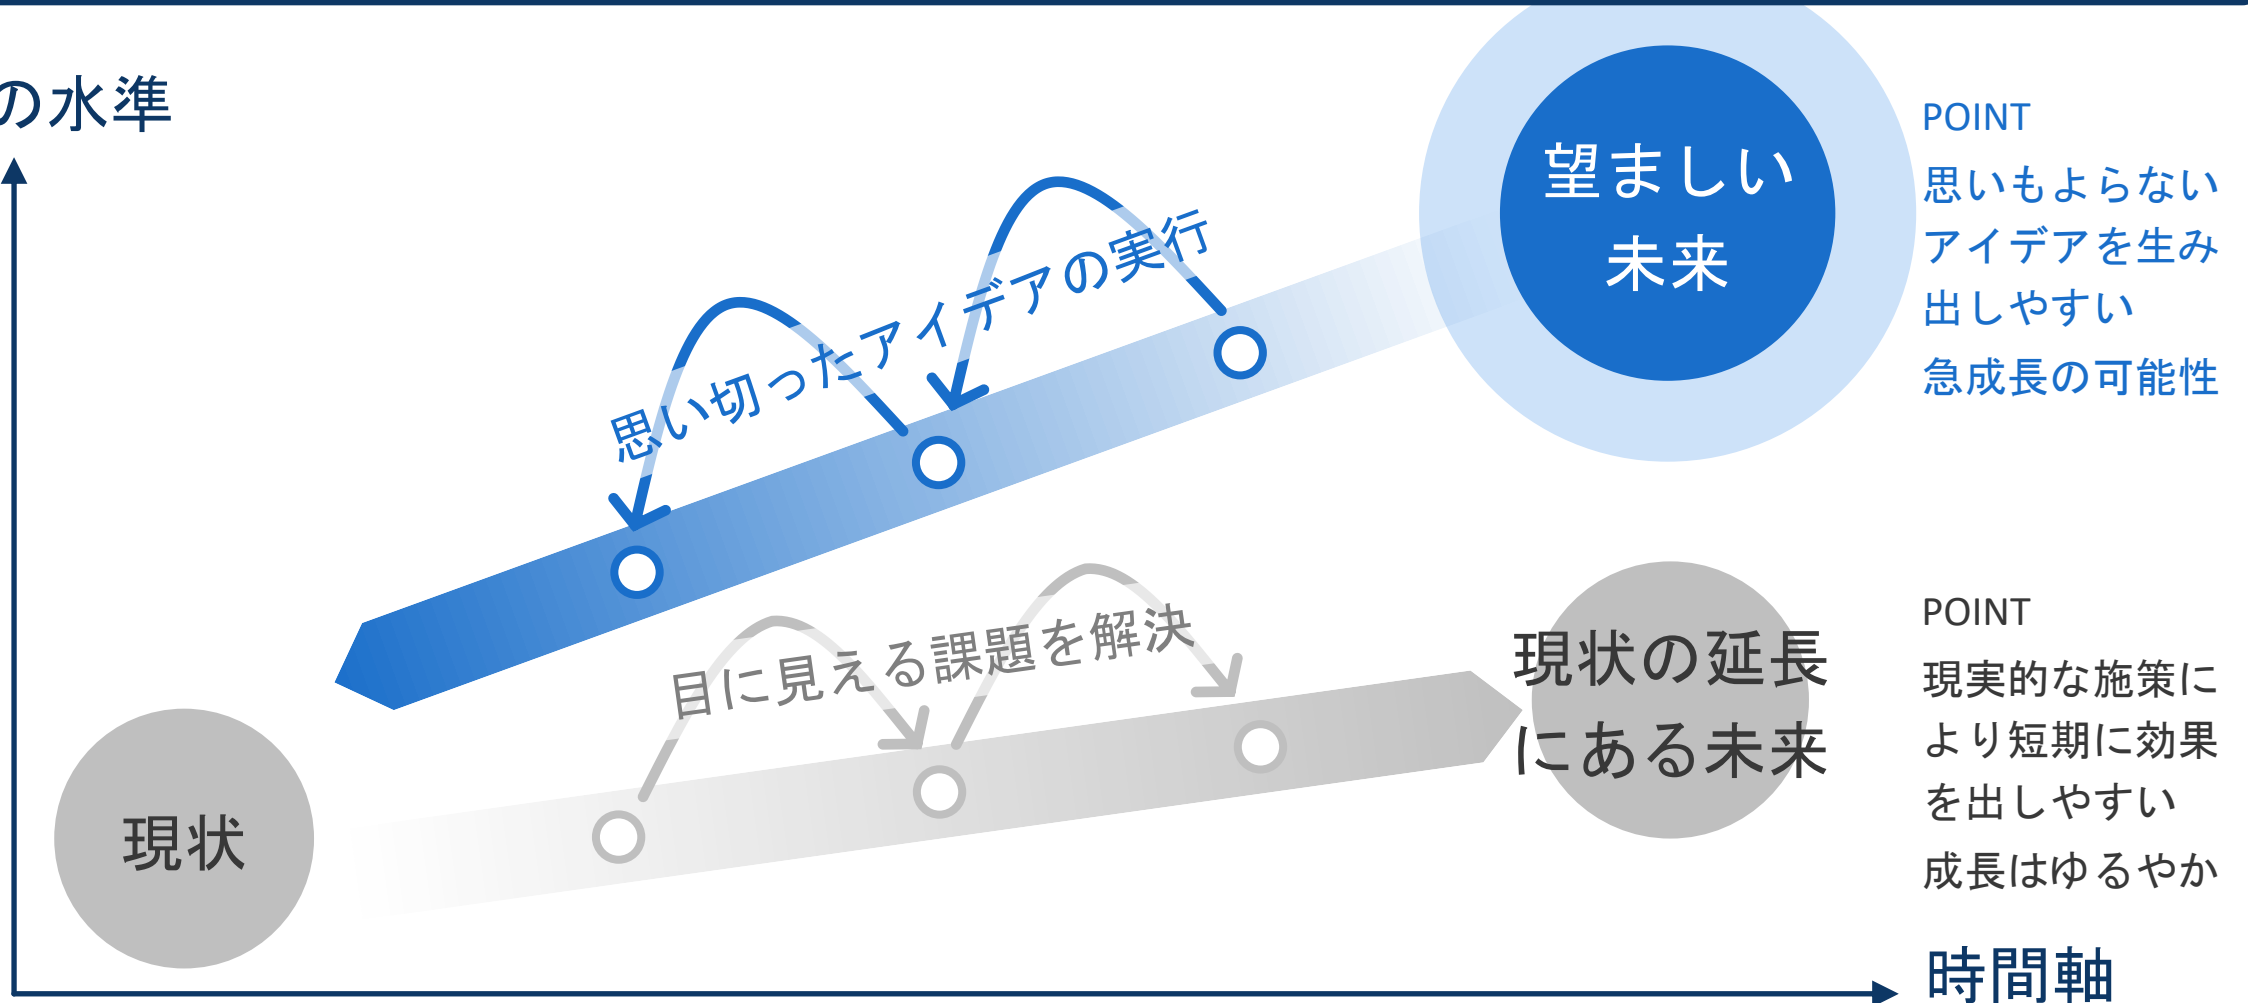 の水準
望ましい
未来
POINT
思いもよらない
アイデアを生み
出しやすい
急成長の可能性
思い切ったアイデアの実行
目に見える課題を解決
現状の延長
にある未来
POINT
現実的な施策に
より短期に効果
を出しやすい
成長はゆるやか
現状
時間軸